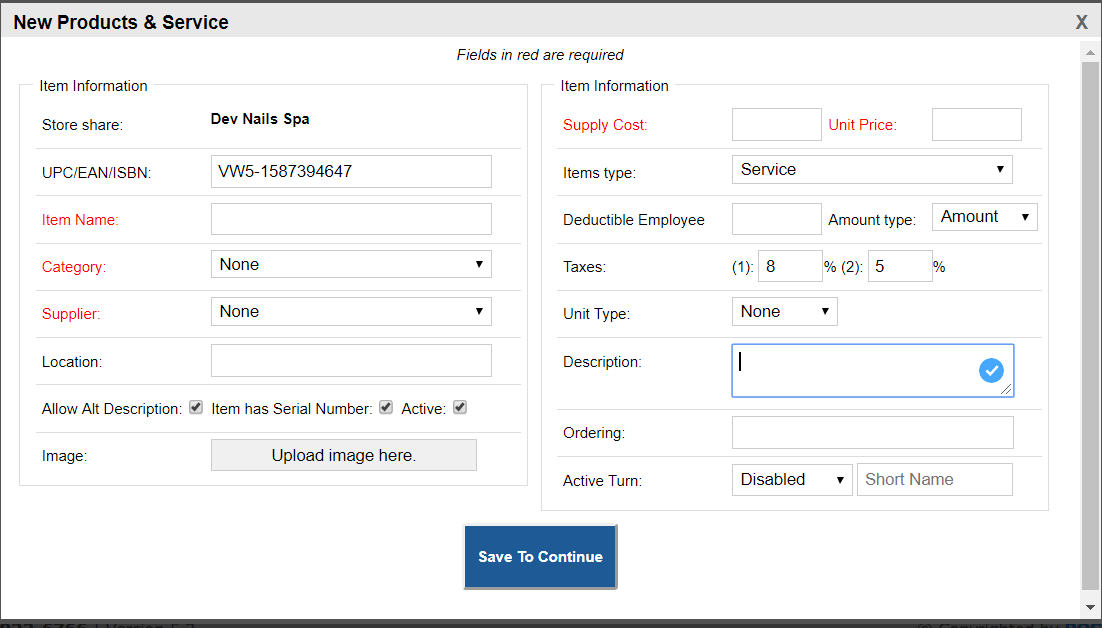 New Products & Service X
Fields in red are required
Item Information
Store share: Dev Nails Spa
UPC/EAN/ISBN: VW5-1587394647
Item Name:
Category: None
Supplier: None
Location:
Allow Alt Description: Item has Serial Number: Active:
Image: Upload image here.
Item Information
Supply Cost: Unit Price:
Items type: Service
Deductible Employee Amount type: Amount
Taxes: (1): 8 % (2): 5 %
Unit Type: None
Description:
Ordering:
Active Turn: Disabled Short Name
Save To Continue